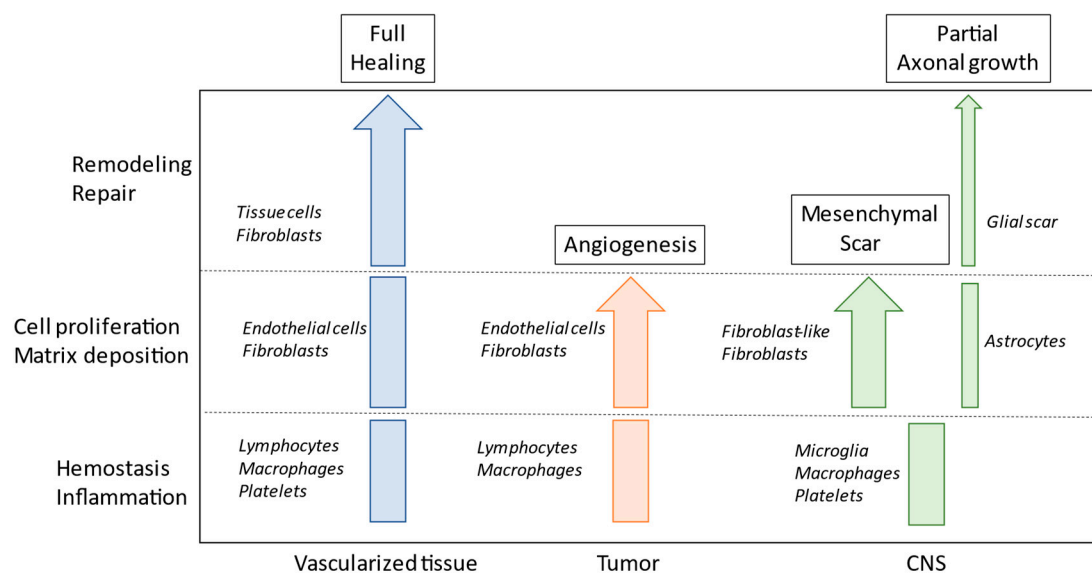 Full
Healing
Partial
Axonal growth
Remodeling
Repair
Tissue cells
Fibroblasts
Angiogenesis
Mesenchymal
Scar
Glial scar
Cell proliferation
Matrix deposition
Endothelial cells
Fibroblasts
Endothelial cells
Fibroblasts
Fibroblast-like
Fibroblasts
Astrocytes
Hemostasis
Inflammation
Lymphocytes
Macrophages
Platelets
Lymphocytes
Macrophages
Microglia
Macrophages
Platelets
Vascularized tissue
Tumor
CNS